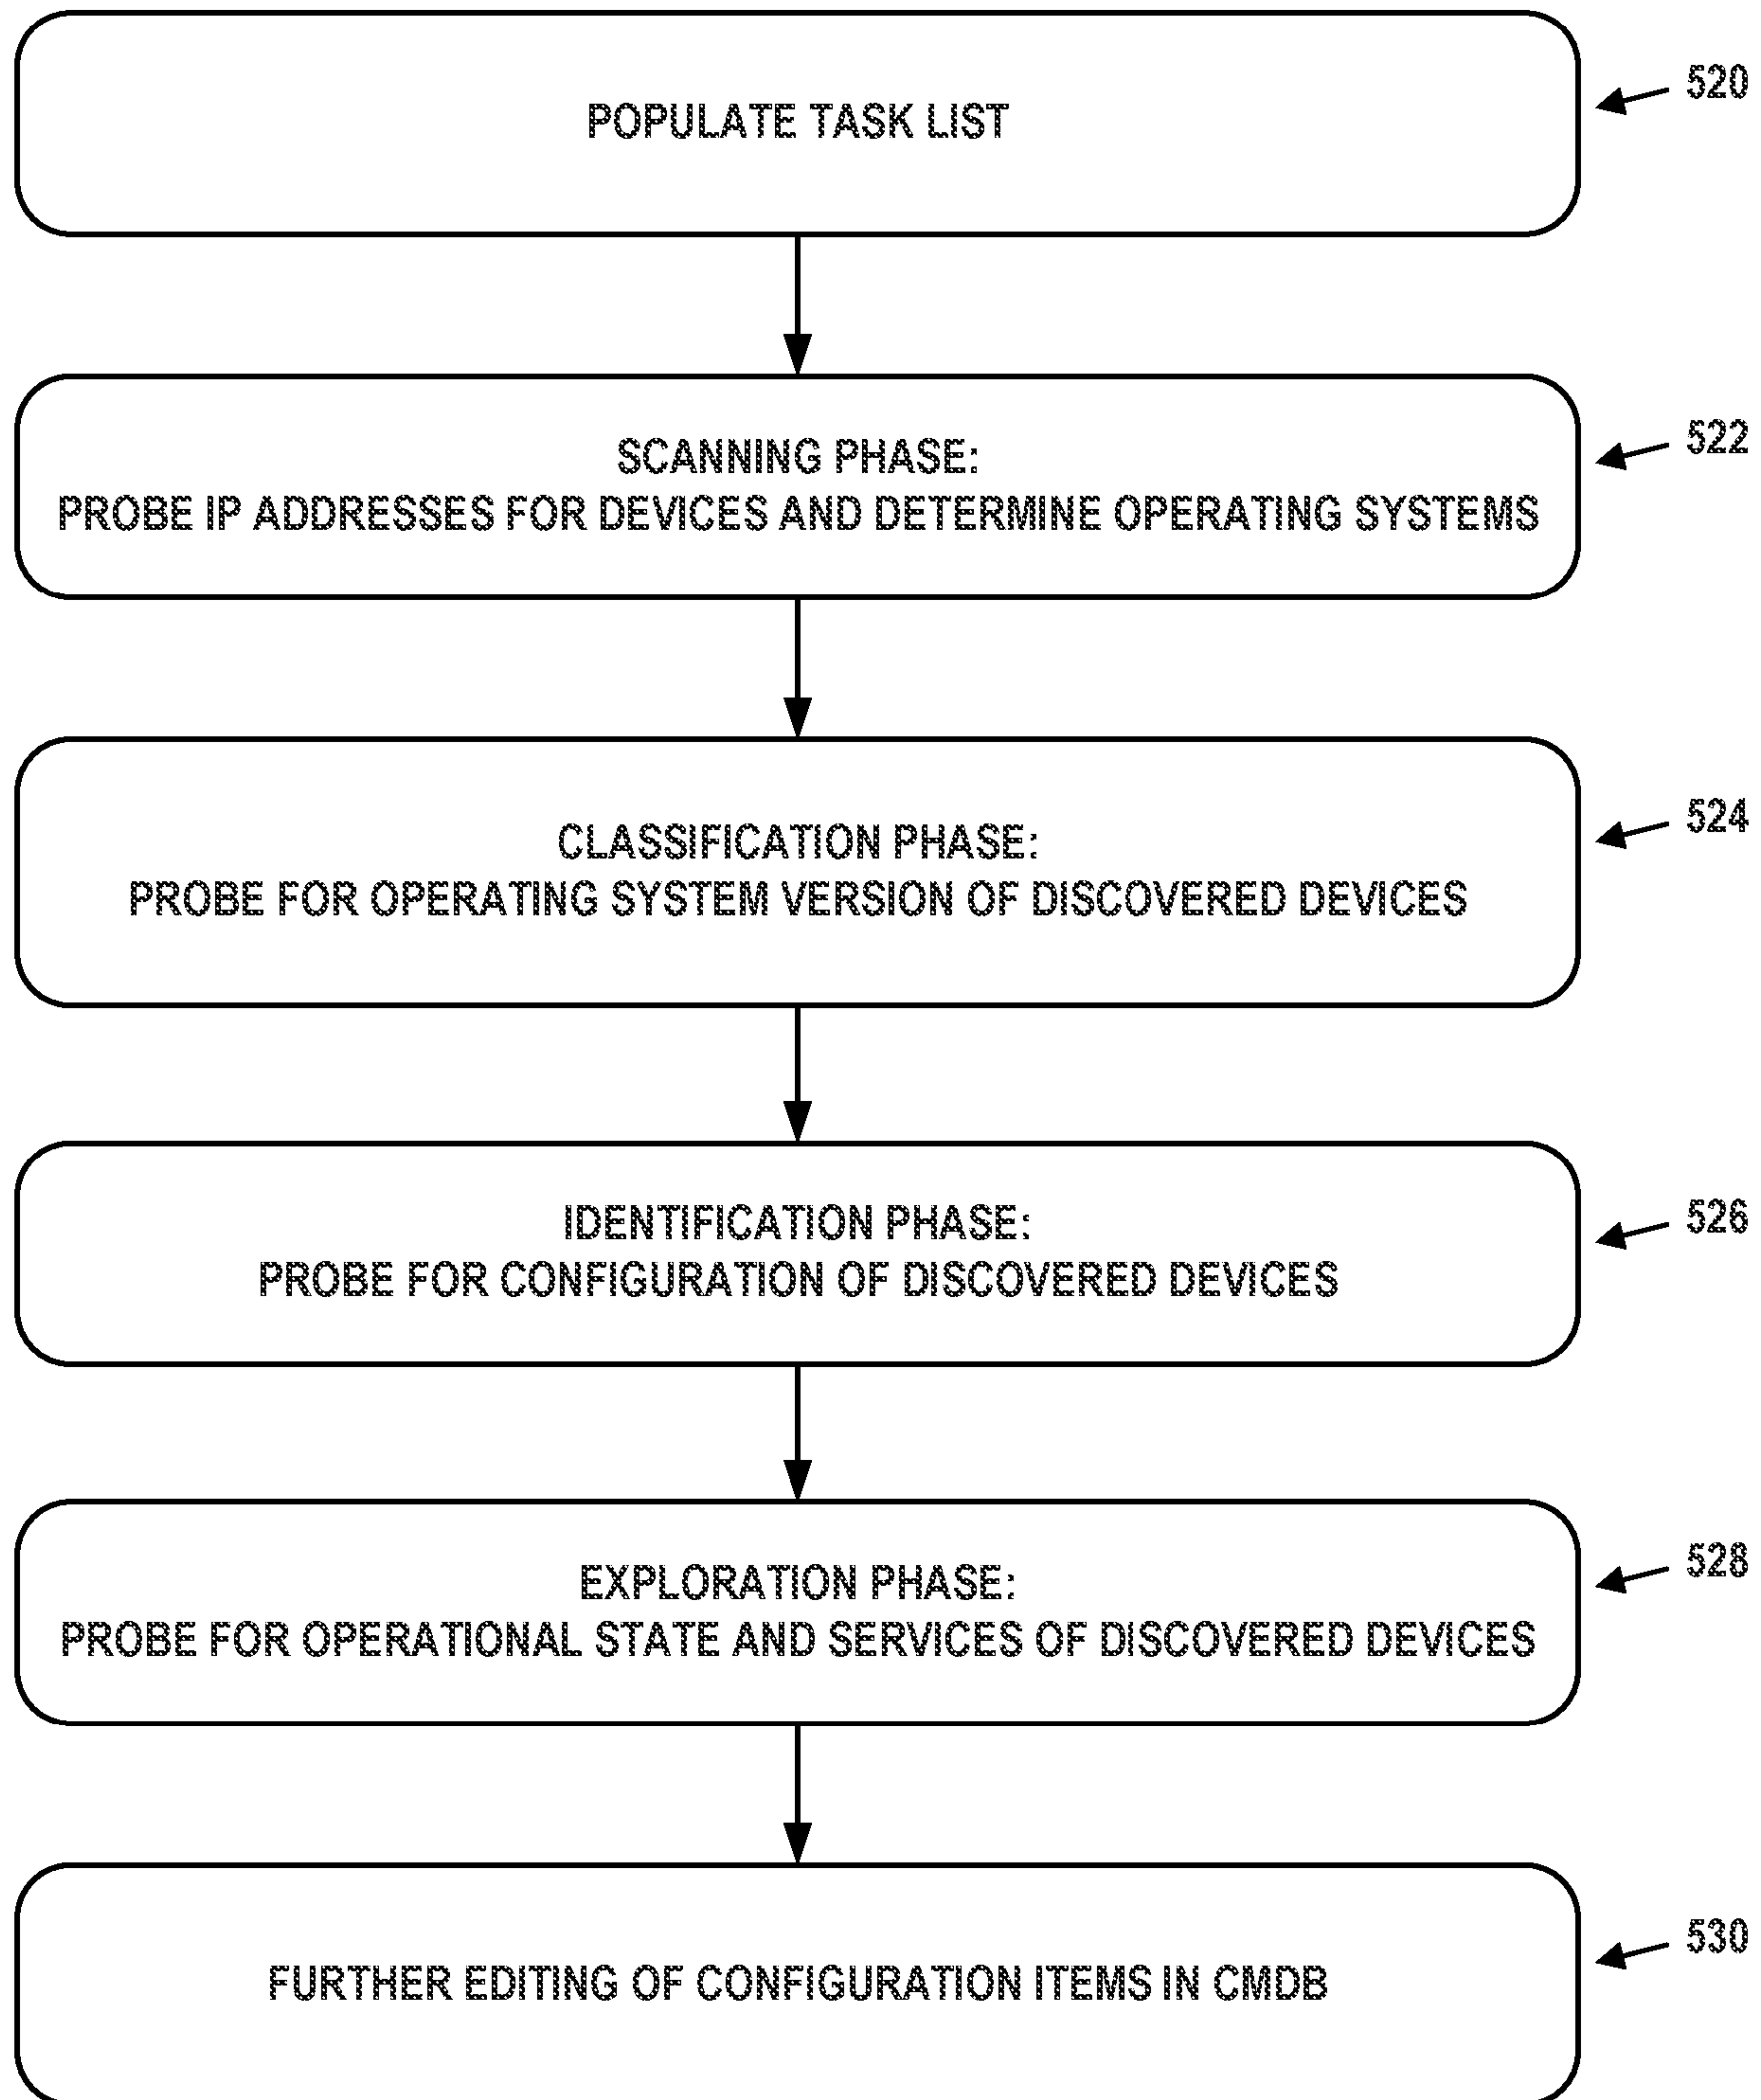 POPULATE TASK LIST
520
SCANNING PHASE:
PROBE IP ADDRESSES FOR DEVICES AND DETERMINE OPERATING SYSTEMS
522
CLASSIFICATION PHASE:
PROBE FOR OPERATING SYSTEM VERSION OF DISCOVERED DEVICES
524
IDENTIFICATION PHASE:
PROBE FOR CONFIGURATION OF DISCOVERED DEVICES
526
EXPLORATION PHASE:
PROBE FOR OPERATIONAL STATE AND SERVICES OF DISCOVERED DEVICES
528
FURTHER EDITING OF CONFIGURATION ITEMS IN CMDB
530